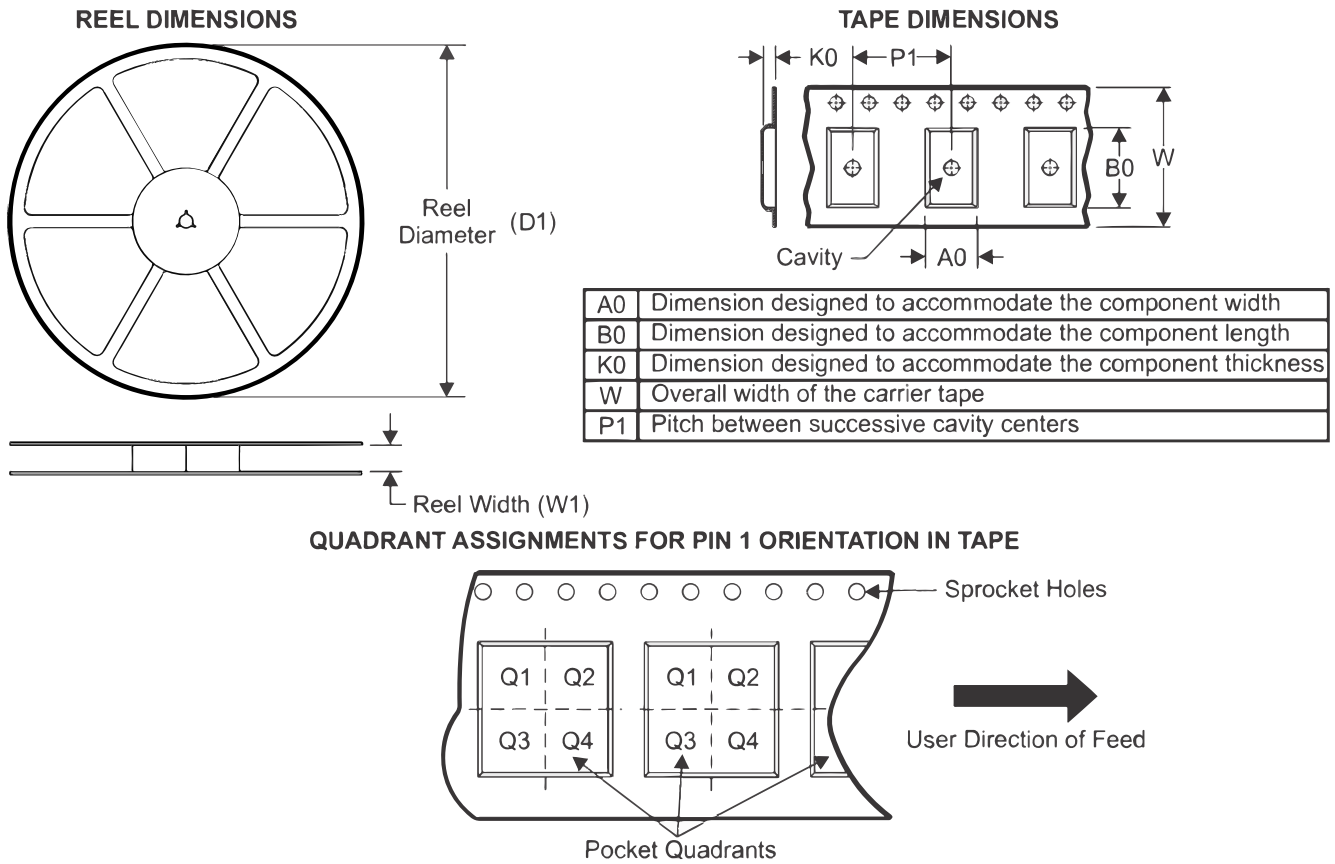 REEL DIMENSIONS
TAPE DIMENSIONS
K0
P1
B0
W
Reel
Diameter
(D1)
Cavity
A0
A0 Dimension designed to accommodate the component width
B0 Dimension designed to accommodate the component length
K0 Dimension designed to accommodate the component thickness
W Overall width of the carrier tape
P1 Pitch between successive cavity centers
Reel Width (W1)
QUADRANT ASSIGNMENTS FOR PIN 1 ORIENTATION IN TAPE
Sprocket Holes
Q1 Q2 Q1 Q2
Q3 Q4 Q3 Q4
User Direction of Feed
Pocket Quadrants